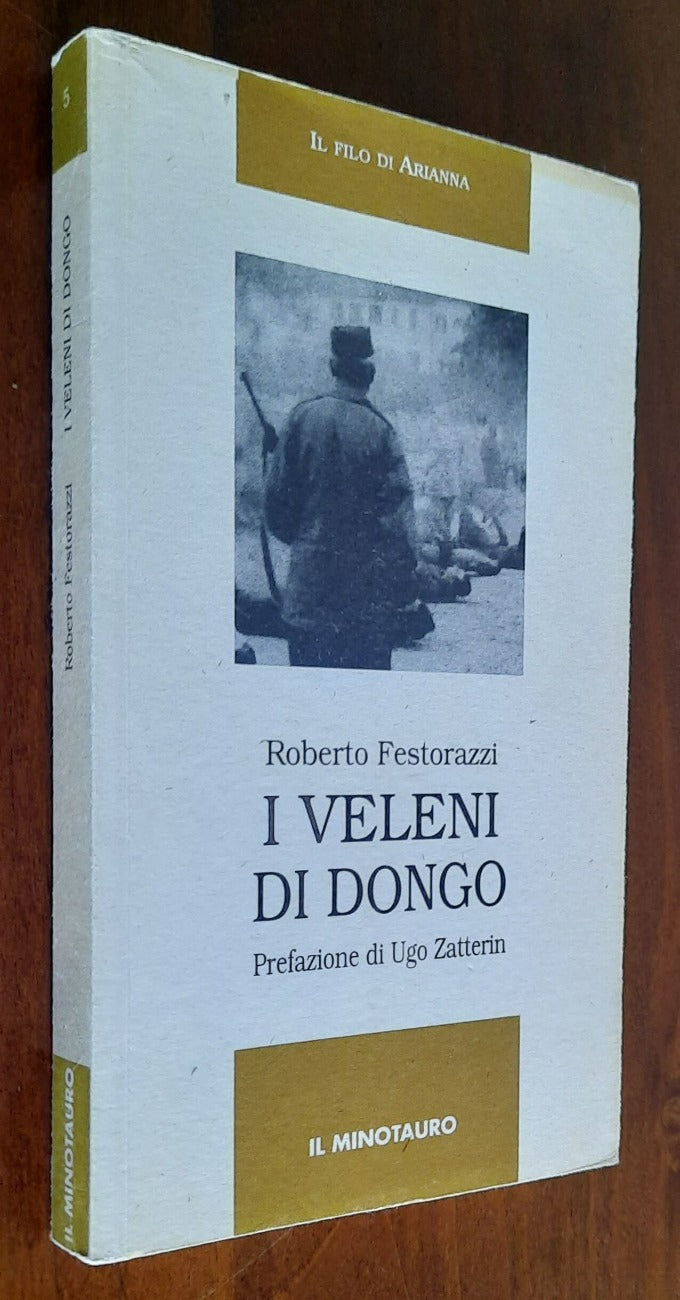 5
I VELENI DI DONGO
Roberto Festorazzi
IL MINOTAURO
IL FILO DI ARIANNA
Roberto Festorazzi
I VELENI
DI DONGO
Prefazione di Ugo Zatterin
IL MINOTAURO